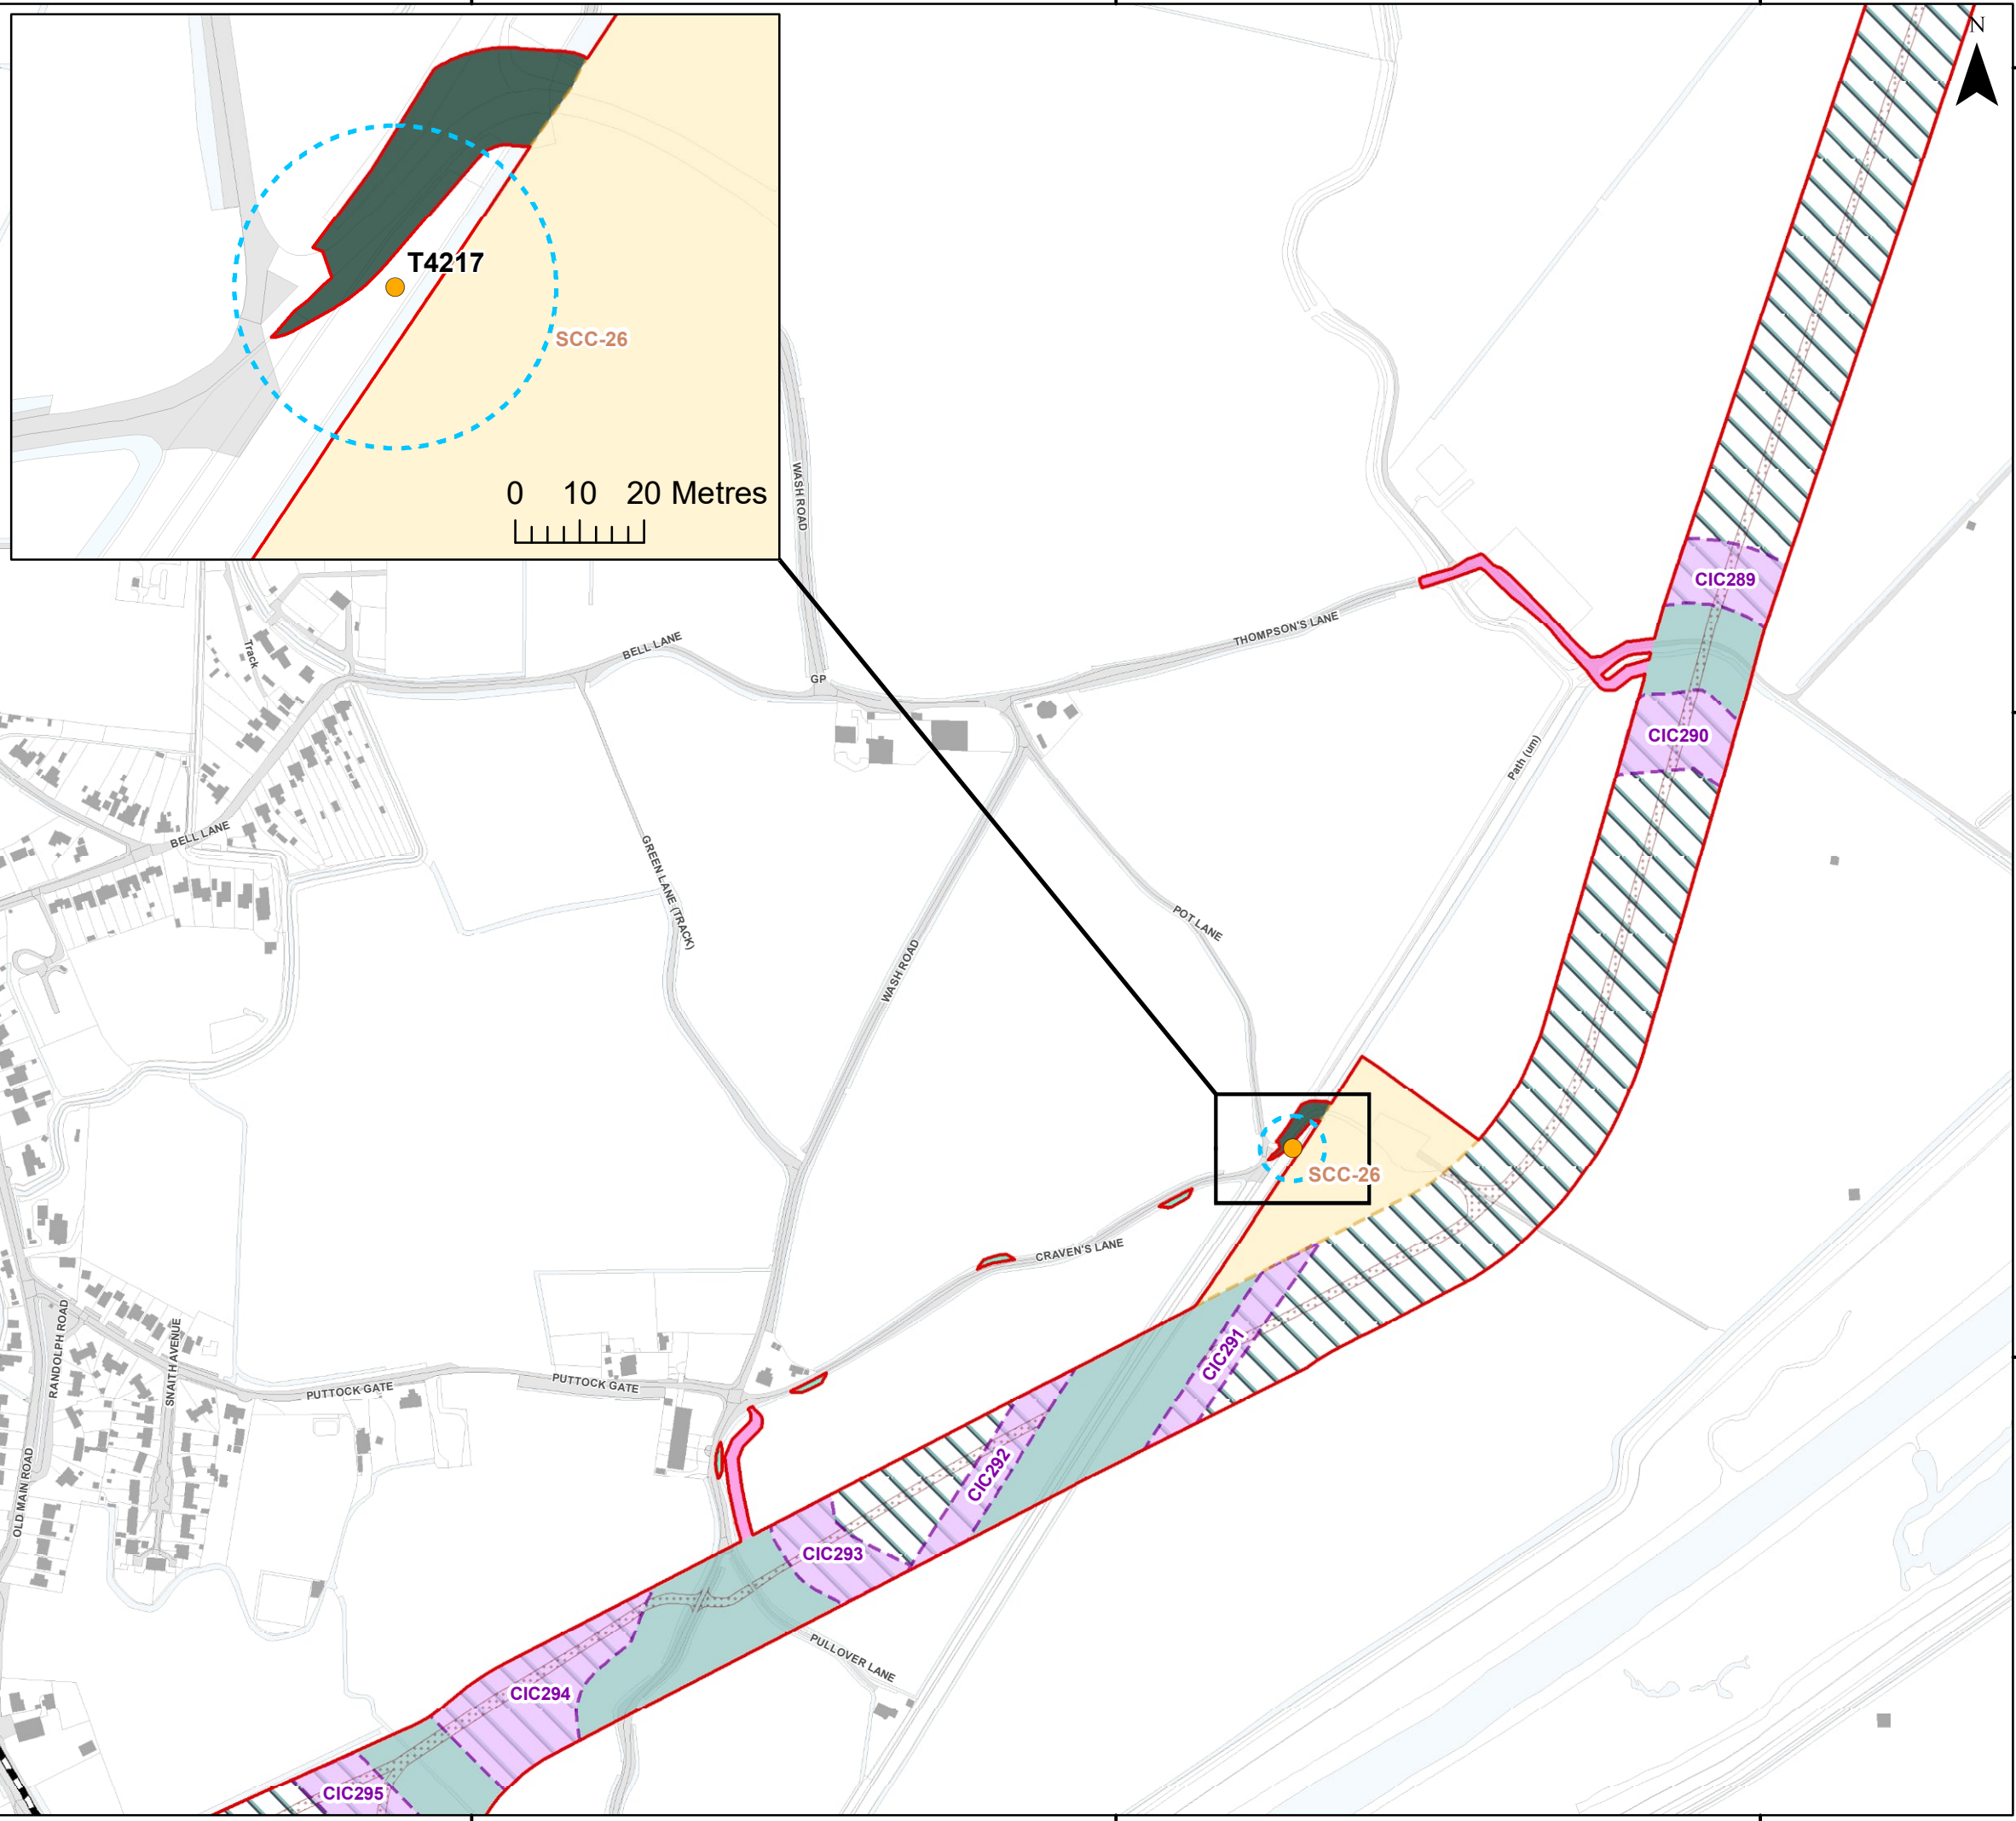 N
T4217
SCC-26
0 10 20 Metres
WASH ROAD
CIC289
THOMPSON'S LANE
BELL LANE
Track
GP
CIC290
Path (um)
BELL LANE
GREEN LANE (TRACK)
POT LANE
WASH ROAD
SCC-26
CRAVEN'S LANE
RANDOLPH ROAD
SNAITH AVENUE
CIC291
PUTTOCK GATE
PUTTOCK GATE
OLD MAIN ROAD
CIC292
CIC293
PULLOVER LANE
CIC294
CIC295